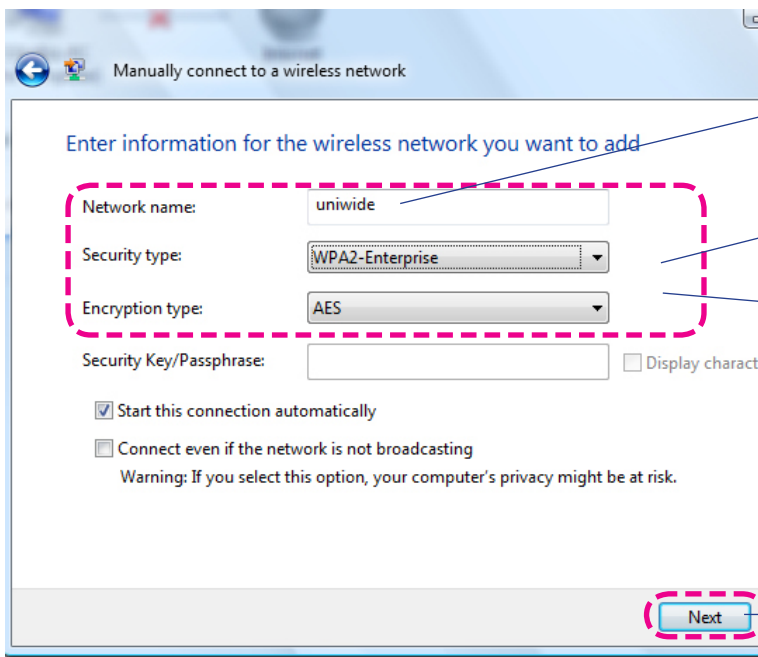 Manually connect to a wireless network
Enter information for the wireless network you want to add
Network name: uniwide
Security type: WPA2-Enterprise
Encryption type: AES
Security Key/Passphrase: Display charact
Start this connection automatically
Connect even if the network is not broadcasting
Warning: If you select this option, your computer's privacy might be at risk.
Next